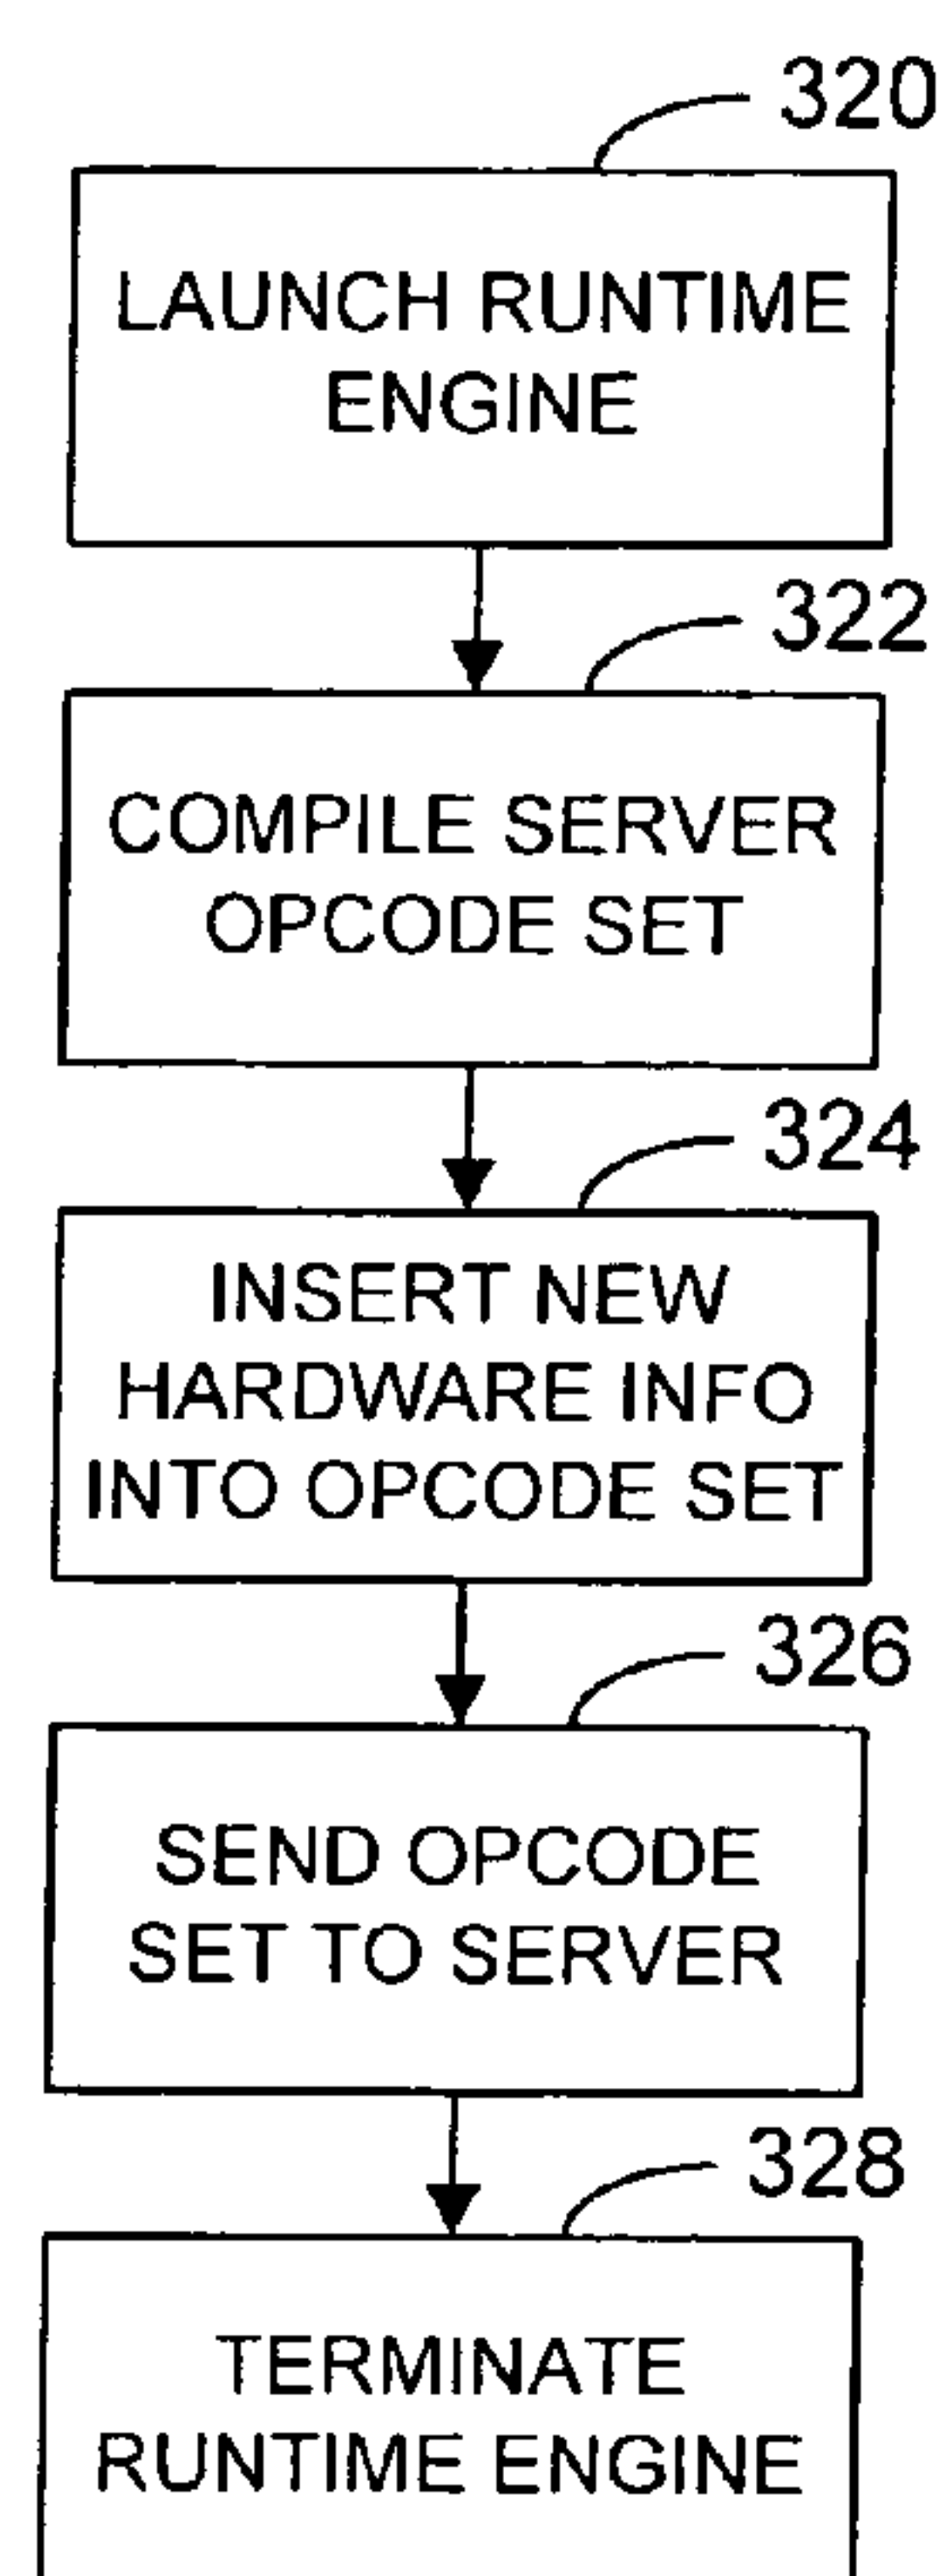 320
LAUNCH RUNTIME
ENGINE
322
COMPILE SERVER
OPCODE SET
324
INSERT NEW
HARDWARE INFO
INTO OPCODE SET
326
SEND OPCODE
SET TO SERVER
328
TERMINATE
RUNTIME ENGINE